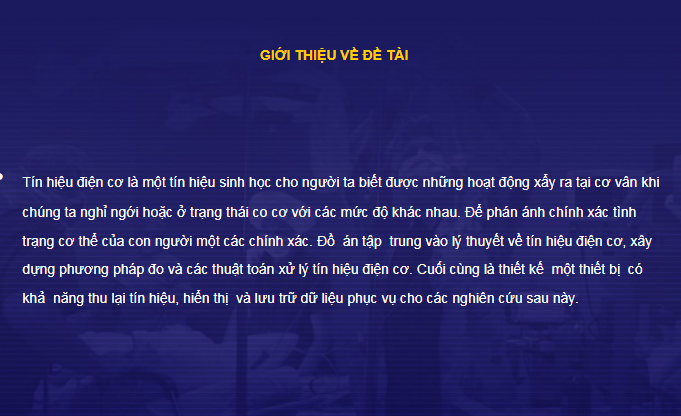 GIỚI THIỆU VỀ ĐỀ TÀI
Tín hiệu điện cơ là một tín hiệu sinh học cho người ta biết được những hoạt động xẩy ra tại cơ vân khi
chúng ta nghỉ ngới hoặc ở trạng thái co cơ với các mức độ khác nhau. Để phán ánh chính xác tình
trạng cơ thể của con người một các chính xác. Đồ án tập trung vào lý thuyết về tín hiệu điện cơ, xây
dựng phương pháp đo và các thuật toán xử lý tín hiệu điện cơ. Cuối cùng là thiết kế một thiết bị có
khả năng thu lại tín hiệu, hiển thị và lưu trữ dữ liệu phục vụ cho các nghiên cứu sau này.